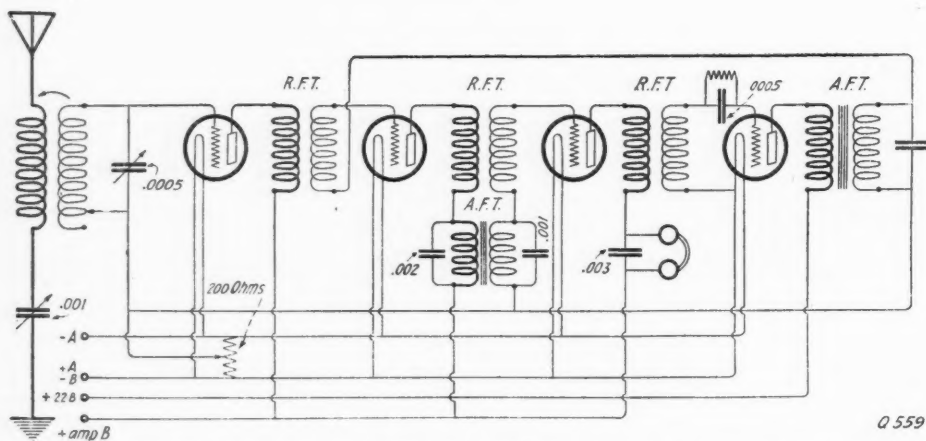 R.F.T.
R.F.T.
R.F.T
A.F.T.
.0005
.0005
A.F.T.
.002
.001
.003
200 Ohms
.001
-A
+A
-B
+ 22 B
+ amp B
Q 559